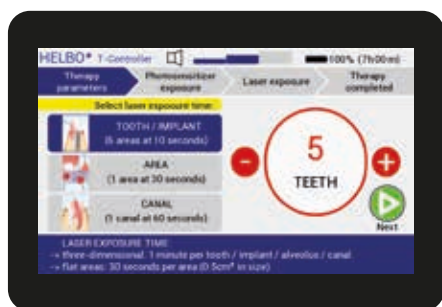 HELBO® T-Controller 100% (7h00m)
Therapy parameters
Photosensitizer exposure
Laser exposure
Therapy completed
Select laser exposure time:
TOOTH / IMPLANT
(6 areas at 10 seconds)
AREA
(1 area at 30 seconds)
CANAL
(1 canal at 60 seconds)
5
TEETH
Next
LASER EXPOSURE TIME:
→ three-dimensional: 1 minute per tooth / implant / alveolus / canal
→ flat areas: 30 seconds per area (0.5cm² in size)